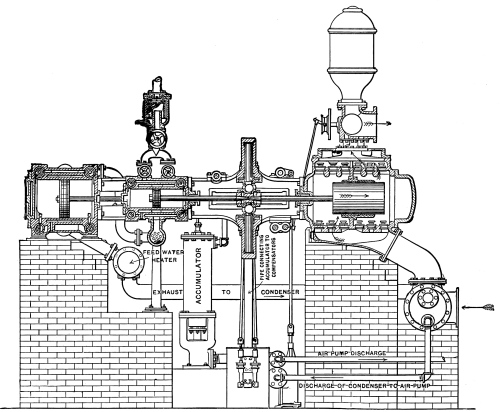 FEED WATER
HEATER
ACCUMULATOR
PIPE CONNECTING
ACCUMULATOR TO
COMPENSATORS
EXHAUST TO CONDENSER
AIR PUMP DISCHARGE
DISCHARGE OF CONDENSER TO AIR PUMP